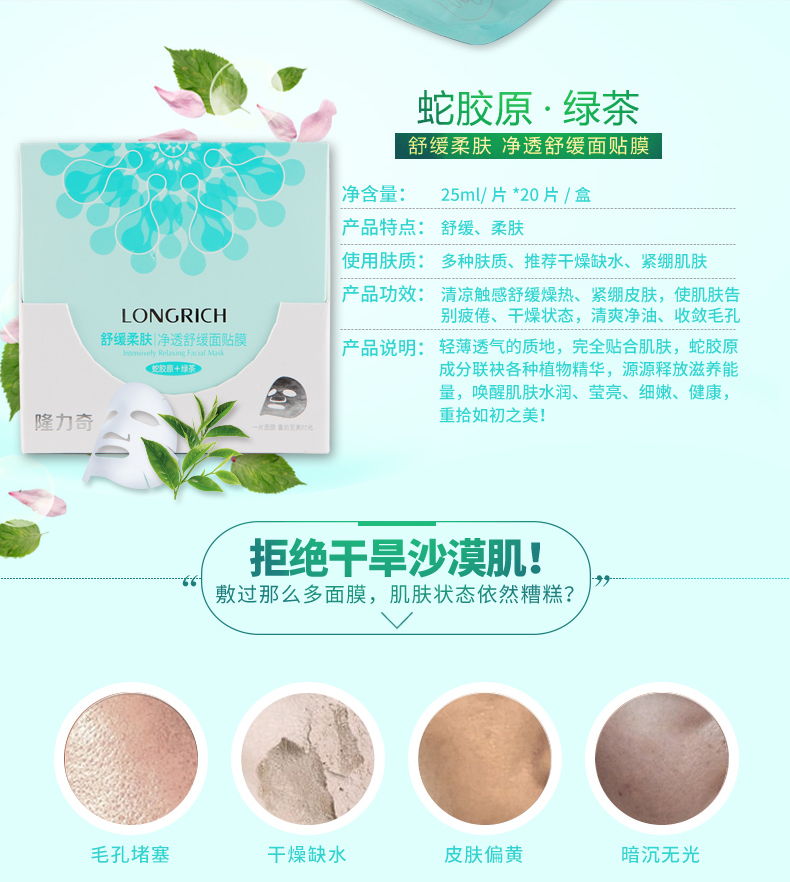 蛇胶原 · 绿茶
舒缓柔肤 净透舒缓面贴膜
净含量： 25ml/ 片 *20 片 / 盒
产品特点： 舒缓、柔肤
使用肤质： 多种肤质、推荐干燥缺水、紧绷肌肤
产品功效： 清凉触感舒缓燥热、紧绷皮肤，使肌肤告
别疲倦、干燥状态，清爽净油、收敛毛孔
产品说明： 轻薄透气的质地，完全贴合肌肤，蛇胶原
成分联袂各种植物精华，源源释放滋养能
量，唤醒肌肤水润、莹亮、细嫩、健康，
重拾如初之美！
LONGRICH
舒缓柔肤|净透舒缓面贴膜
Intensively Relaxing Facial Mask
蛇胶原+绿茶
隆力奇
拒绝干旱沙漠肌！
“敷过那么多面膜，肌肤状态依然糟糕？”
毛孔堵塞 干燥缺水 皮肤偏黄 暗沉无光